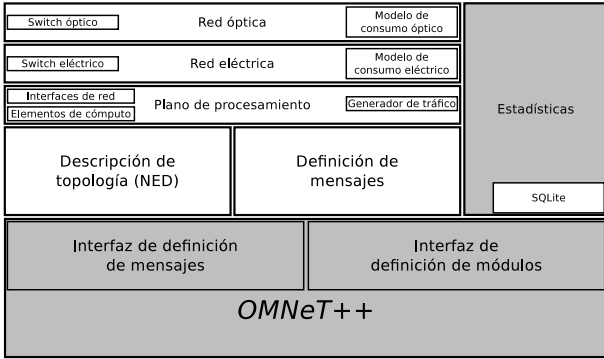 Switch óptico
Red óptica
Modelo de
consumo óptico
Switch eléctrico
Red eléctrica
Modelo de
consumo eléctrico
Interfaces de red
Elementos de cómputo
Plano de procesamiento
Generador de tráfico
Estadísticas
SQLite
Descripción de
topología (NED)
Definición de
mensajes
Interfaz de definición
de mensajes
Interfaz de
definición de módulos
OMNeT++